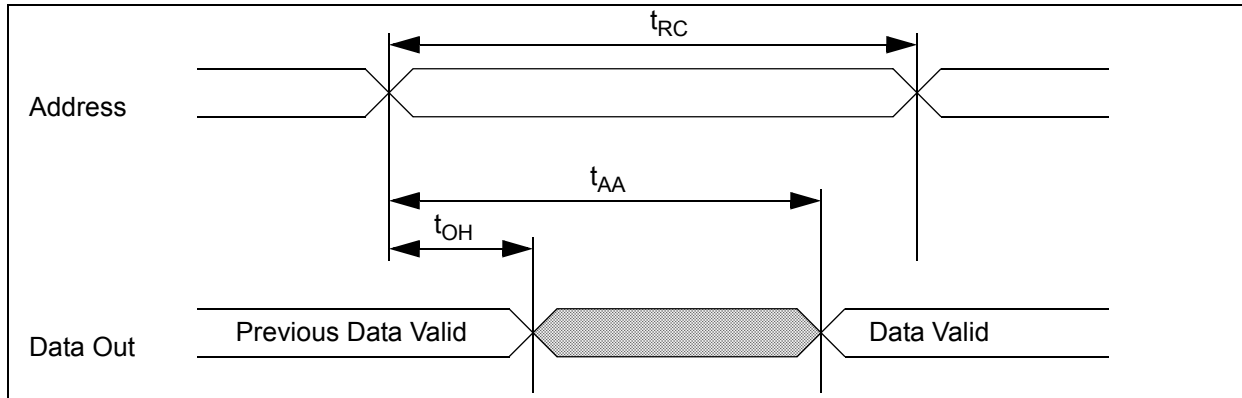 tRC
Address
tAA
tOH
Previous Data Valid
Data Valid
Data Out